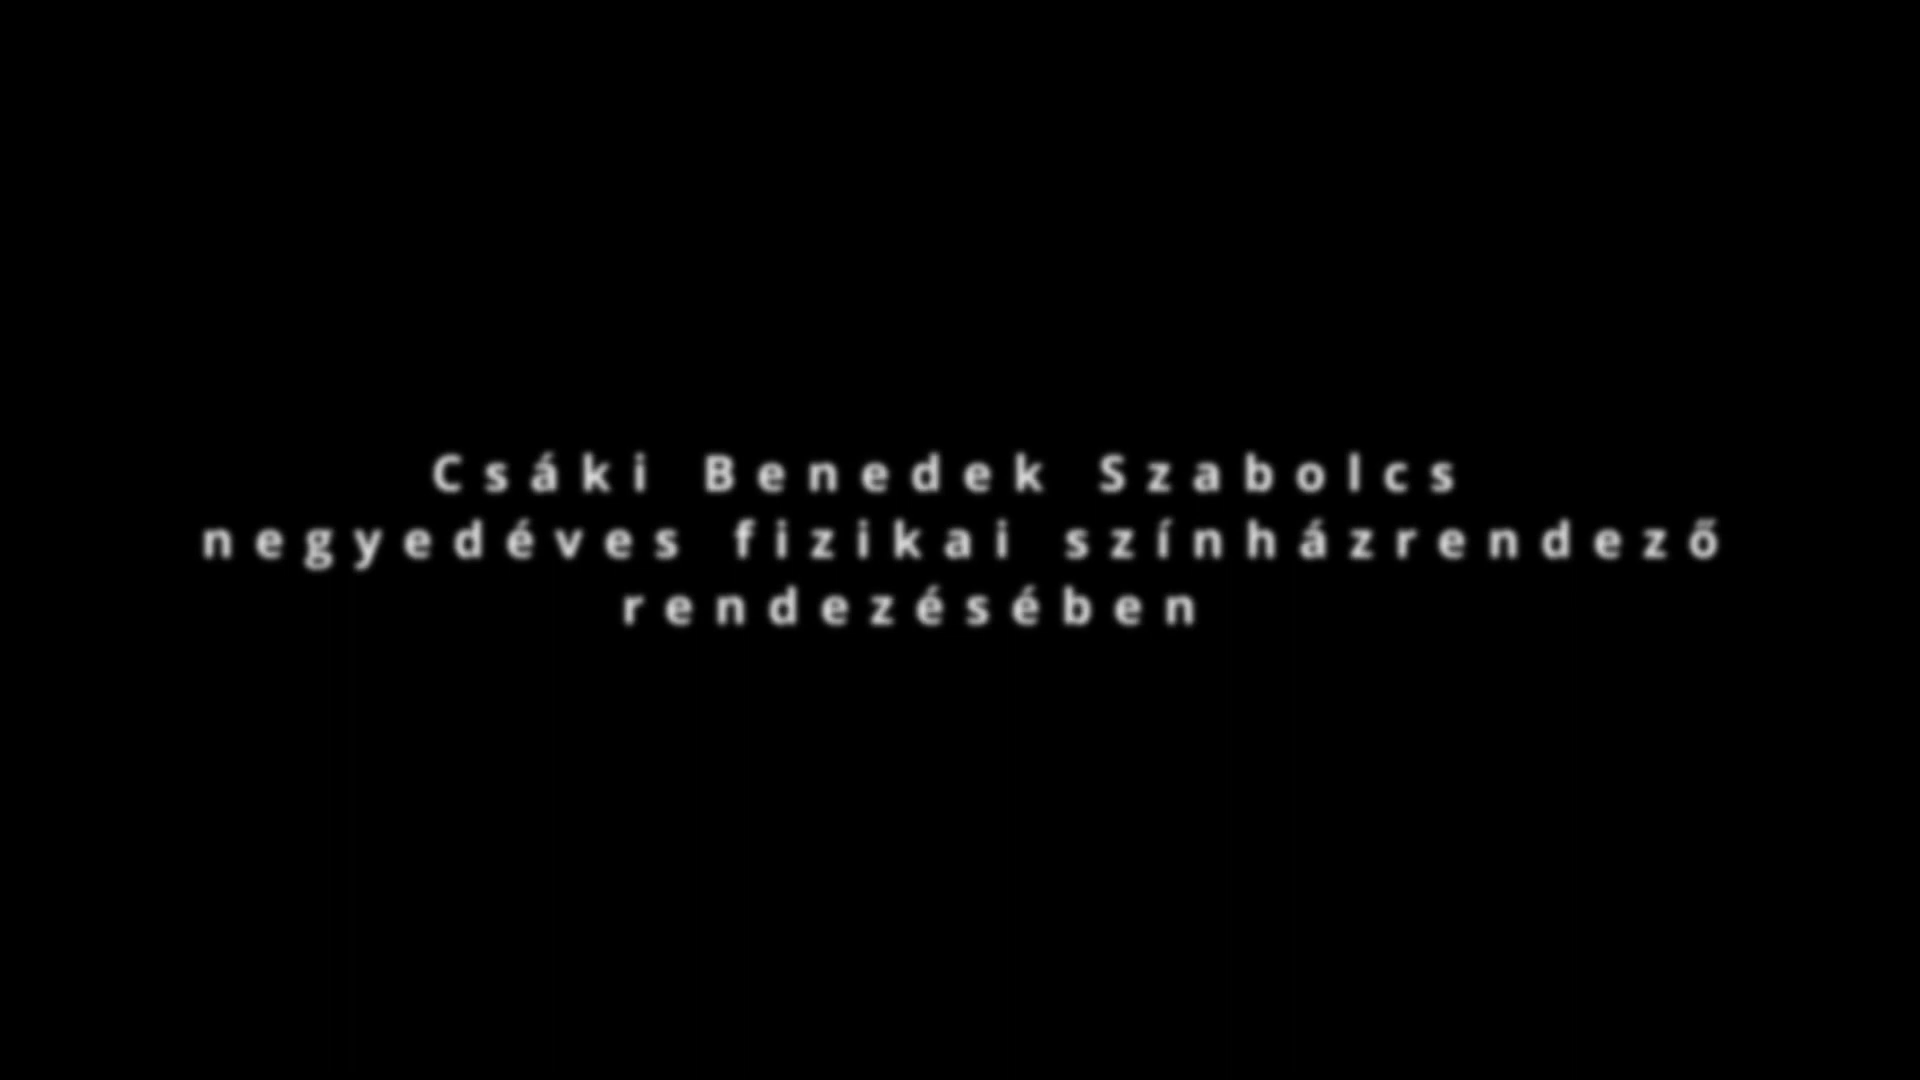 Csáki Benedek Szabolcs
negyedéves fizikai színházrendező
rendezésében